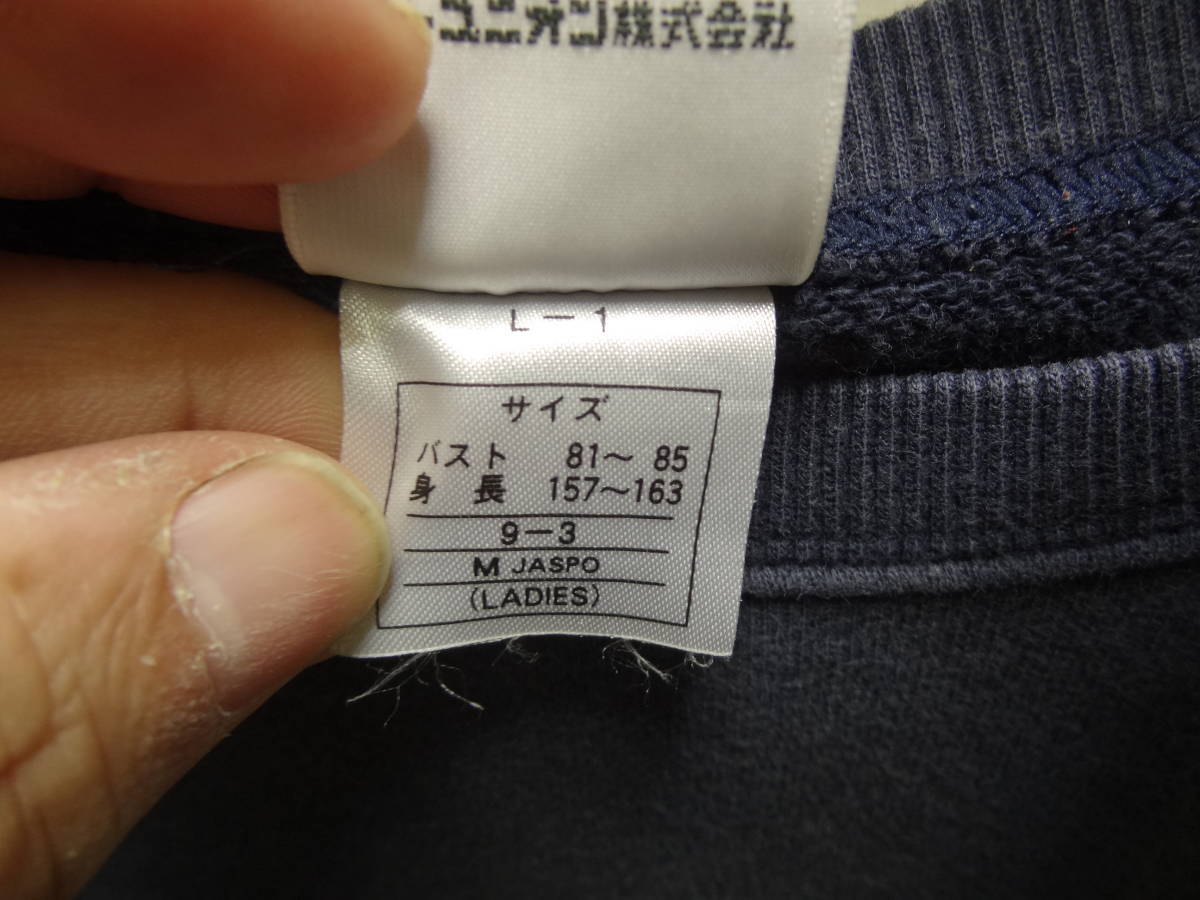 ユニオン株式会社
L-1
サイズ
バスト 81～85
身長 157～163
9-3
M JASPO
(LADIES)